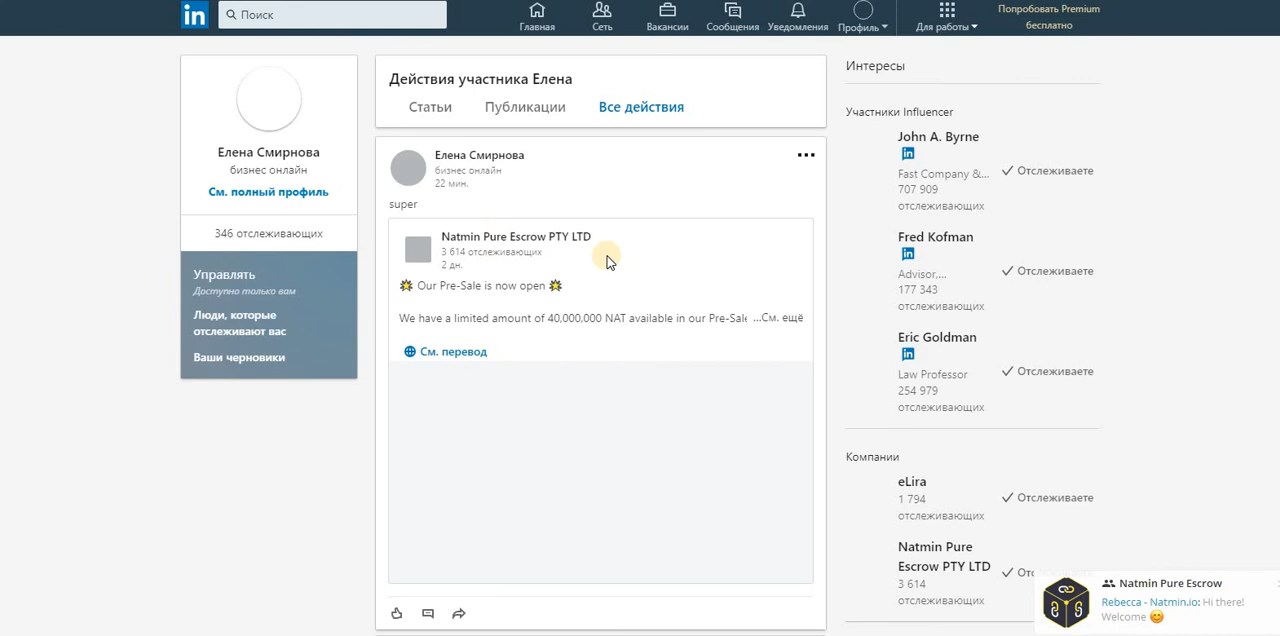 in
Поиск
Главная
Сеть
Вакансии
Сообщения
Уведомления
Профиль
Для работы
Попробовать Premium
бесплатно
Елена Смирнова
бизнес онлайн
См. полный профиль
346 отслеживающих
Управлять
Доступно только вам
Люди, которые
отслеживают вас
Ваши черновики
Действия участника Елена
Статьи
Публикации
Все действия
Елена Смирнова
бизнес онлайн
22 мин.
super
Natmin Pure Escrow PTY LTD
3 614 отслеживающих
2 дн.
Our Pre-Sale is now open
We have a limited amount of 40,000,000 NAT available in our Pre-Sale ...См. ещё
См. перевод
Интересы
Участники Influencer
John A. Byrne
in
Fast Company &...
707 909
отслеживающих
Отслеживаете
Fred Kofman
in
Advisor,...
177 343
отслеживающих
Отслеживаете
Eric Goldman
in
Law Professor
254 979
отслеживающих
Отслеживаете
Компании
eLira
1 794
отслеживающих
Отслеживаете
Natmin Pure
Escrow PTY LTD
3 614
отслеживающих
Natmin Pure Escrow
Rebecca - Natmin.io: Hi there!
Welcome